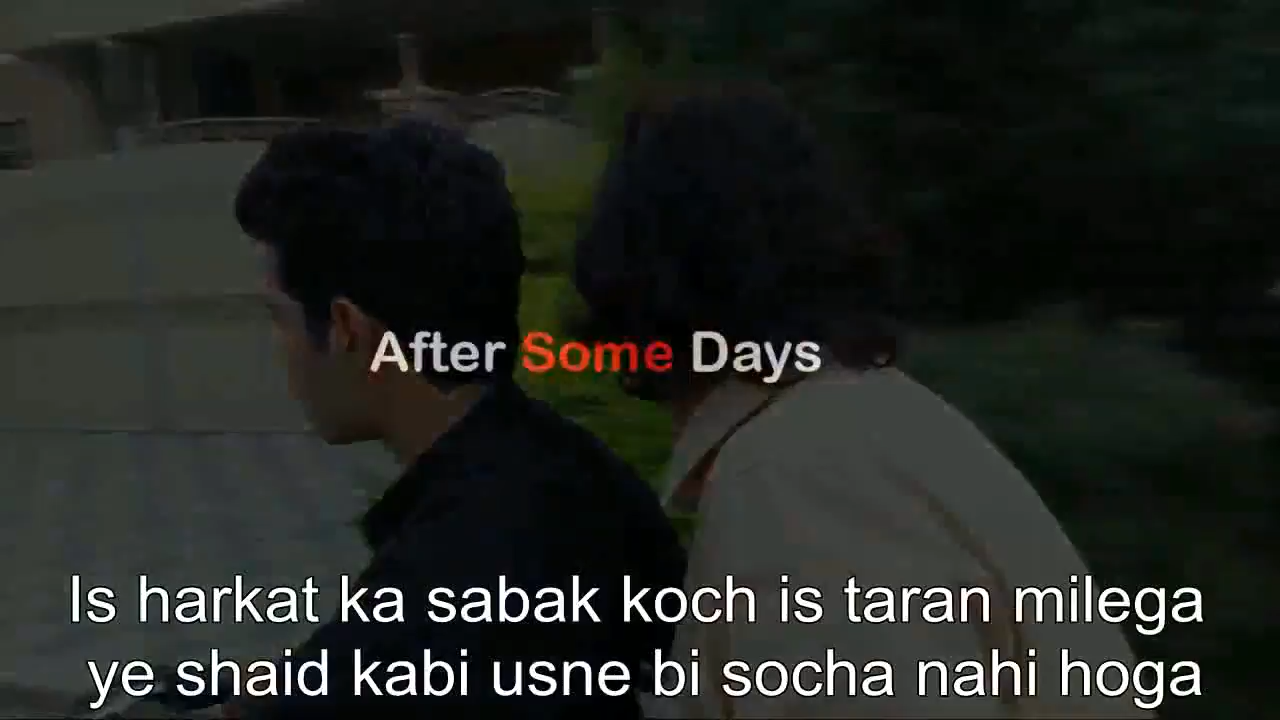 After Some Days
Is harkat ka sabak koch is taran milega
ye shaid kabi usne bi socha nahi hoga